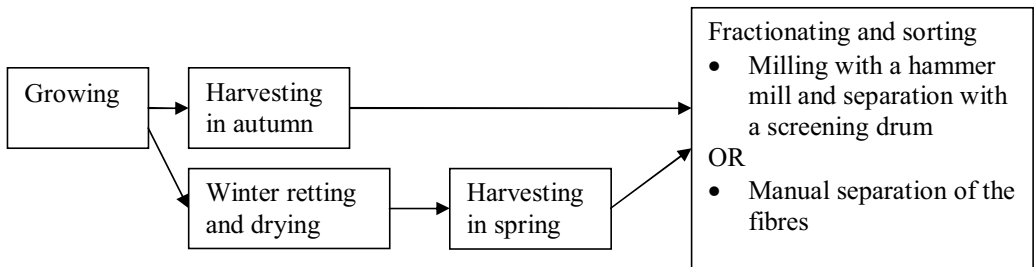 Growing
Harvesting
in autumn
Winter retting
and drying
Harvesting
in spring
Fractionating and sorting
• Milling with a hammer
mill and separation with
a screening drum
OR
• Manual separation of the
fibres